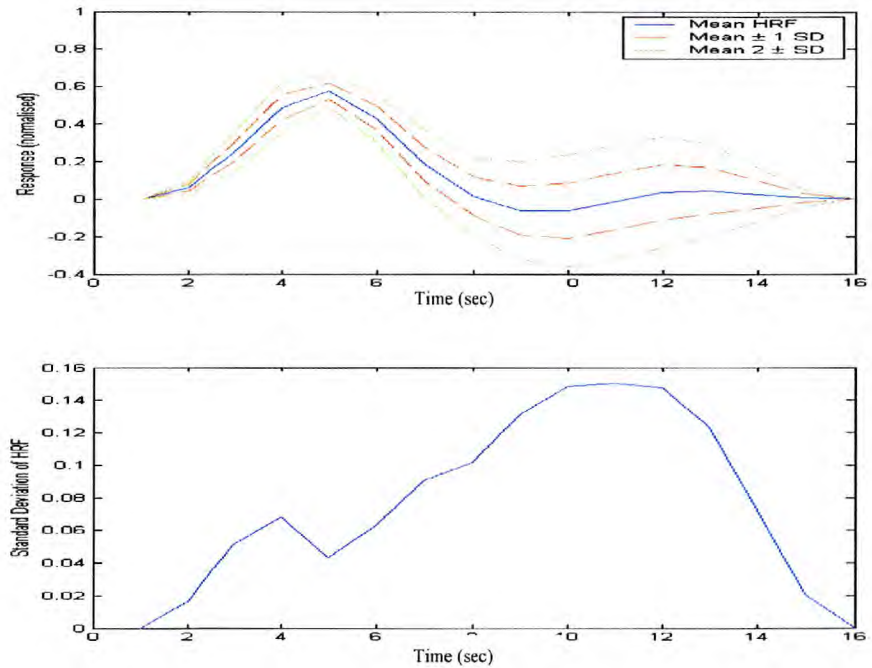 1
0.8
0.6
0.4
0.2
0
-0.2
-0.4
Response (normalised)
Mean HRF
Mean ± 1 SD
Mean 2 ± SD
0 2 4 6 8 0 12 14 16
Time (sec)
0.16
0.14
0.12
0.1
0.08
0.06
0.04
0.02
0
Standard Deviation of HRF
0 2 4 6 0 12 14 16
Time (sec)